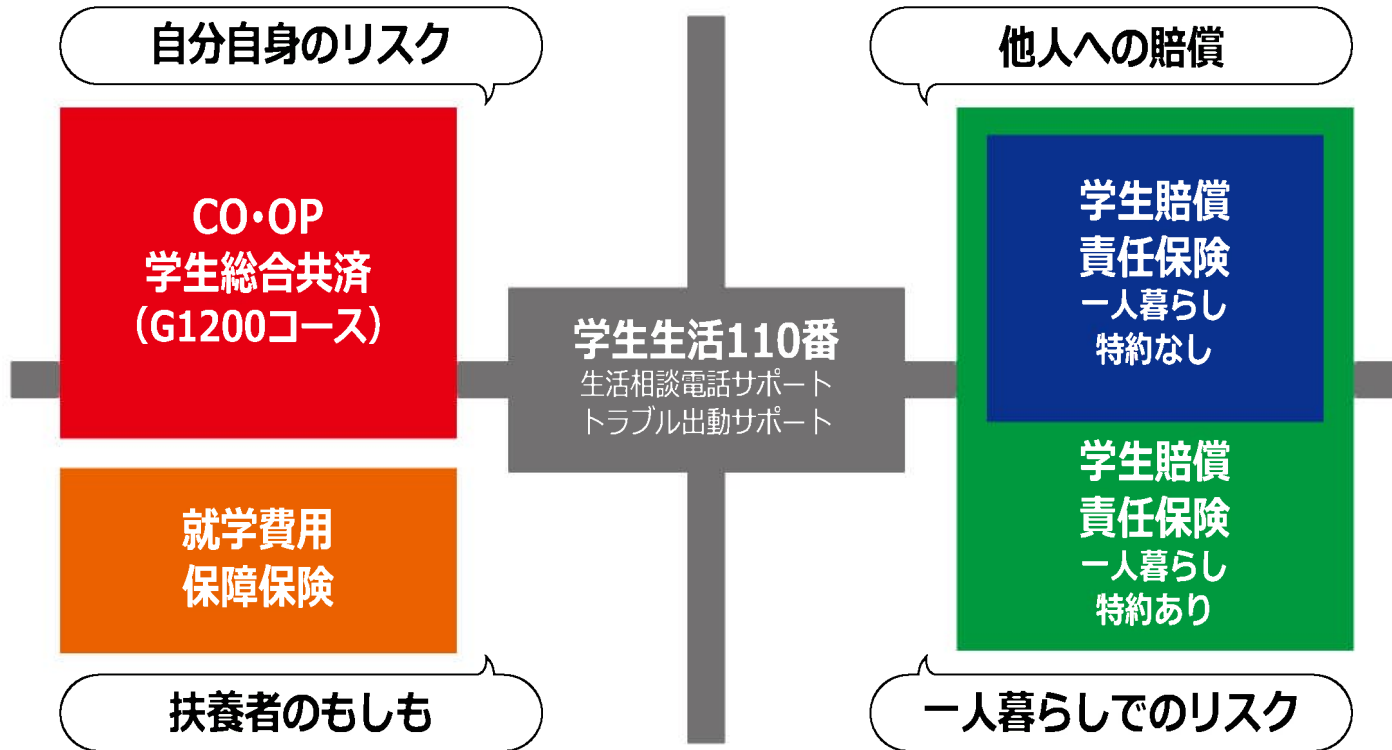 自分自身のリスク
他人への賠償
CO・OP
学生総合共済
（G1200コース）
学生賠償
責任保険
一人暮らし
特約なし
学生生活110番
生活相談電話サポート
トラブル出動サポート
就学費用
保障保険
学生賠償
責任保険
一人暮らし
特約あり
扶養者のもしも
一人暮らしでのリスク